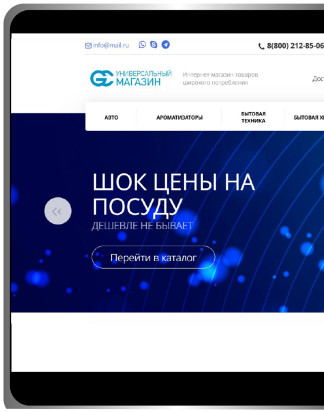 info@mail.ru
8(800) 212-85-06
GC УНИВЕРСАЛЬНЫЙ
МАГАЗИН
Интернет магазин товаров
широкого потребления
Дос
АВТО
АРОМАТИЗАТОРЫ
БЫТОВАЯ
ТЕХНИКА
БЫТОВАЯ Х
ШОК ЦЕНЫ НА
ПОСУДУ
ДЕШЕВЛЕ НЕ БЫВАЕТ
Перейти в каталог